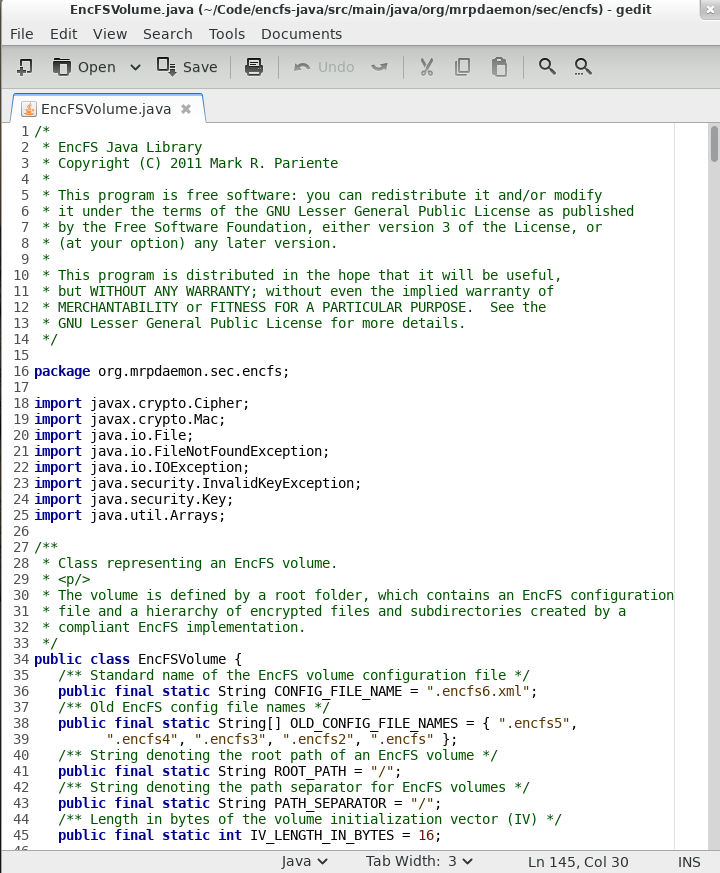 EncFSVolume.java (~/Code/encfs-java/src/main/java/org/mrpdaemon/sec/encfs) - gedit
File Edit View Search Tools Documents
Open Save Undo
EncFSVolume.java
1 /*
2  * EncFS Java Library
3  * Copyright (C) 2011 Mark R. Pariente
4  *
5  * This program is free software: you can redistribute it and/or modify
6  * it under the terms of the GNU Lesser General Public License as published
7  * by the Free Software Foundation, either version 3 of the License, or
8  * (at your option) any later version.
9  *
10  * This program is distributed in the hope that it will be useful,
11  * but WITHOUT ANY WARRANTY; without even the implied warranty of
12  * MERCHANTABILITY or FITNESS FOR A PARTICULAR PURPOSE.  See the
13  * GNU Lesser General Public License for more details.
14  */
15
16 package org.mrpdaemon.sec.encfs;
17
18 import javax.crypto.Cipher;
19 import javax.crypto.Mac;
20 import java.io.File;
21 import java.io.FileNotFoundException;
22 import java.io.IOException;
23 import java.security.InvalidKeyException;
24 import java.security.Key;
25 import java.util.Arrays;
26
27 /**
28  * Class representing an EncFS volume.
29  * <p/>
30  * The volume is defined by a root folder, which contains an EncFS configuration
31  * file and a hierarchy of encrypted files and subdirectories created by a
32  * compliant EncFS implementation.
33  */
34 public class EncFSVolume {
35    /** Standard name of the EncFS volume configuration file */
36    public final static String CONFIG_FILE_NAME = ".encfs6.xml";
37    /** Old EncFS config file names */
38    public final static String[] OLD_CONFIG_FILE_NAMES = { ".encfs5",
39          ".encfs4", ".encfs3", ".encfs2", ".encfs" };
40    /** String denoting the root path of an EncFS volume */
41    public final static String ROOT_PATH = "/";
42    /** String denoting the path separator for EncFS volumes */
43    public final static String PATH_SEPARATOR = "/";
44    /** Length in bytes of the volume initialization vector (IV) */
45    public final static int IV_LENGTH_IN_BYTES = 16;
Java Tab Width: 3 Ln 145, Col 30 INS